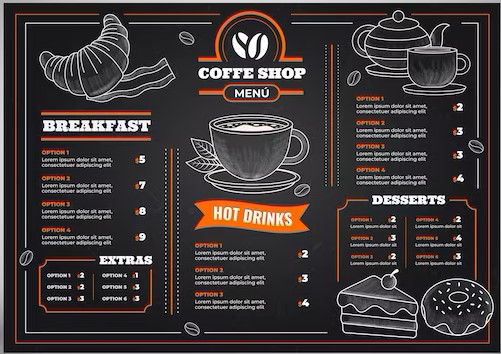 COFFE SHOP
MENÚ
BREAKFAST
OPTION 1
Lorem ipsum dolor sit amet,
consectetuer adipiscing elit
$5
OPTION 2
Lorem ipsum dolor sit amet,
consectetuer adipiscing elit
$7
OPTION 3
Lorem ipsum dolor sit amet,
consectetuer adipiscing elit
$8
OPTION 4
Lorem ipsum dolor sit amet,
consectetuer adipiscing elit
$9
EXTRAS
OPTION 1 $2 OPTION 4 $1
OPTION 2 $2 OPTION 5 $1
OPTION 3 $3 OPTION 6 $3
HOT DRINKS
OPTION 1
Lorem ipsum dolor sit amet,
consectetuer adipiscing elit
$2
OPTION 2
Lorem ipsum dolor sit amet,
consectetuer adipiscing elit
$3
OPTION 3
Lorem ipsum dolor sit amet,
consectetuer adipiscing elit
$4
OPTION 1
Lorem ipsum dolor sit amet,
consectetuer adipiscing elit
$2
OPTION 2
Lorem ipsum dolor sit amet,
consectetuer adipiscing elit
$3
OPTION 3
Lorem ipsum dolor sit amet,
consectetuer adipiscing elit
$3
OPTION 4
Lorem ipsum dolor sit amet,
consectetuer adipiscing elit
$4
DESSERTS
OPTION 1 $2 OPTION 4 $2
Lorem ipsum dolor sit Lorem ipsum dolor sit
$3 $4
Lorem ipsum dolor sit Lorem ipsum dolor sit
OPTION 3 $2 $3
Lorem ipsum dolor sit Lorem ipsum dolor sit